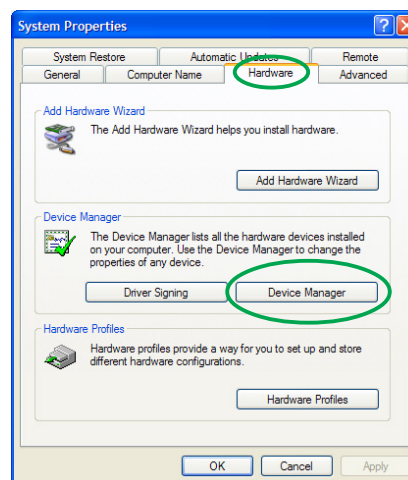 System Properties
System Restore Automatic Updates Remote
General Computer Name Hardware Advanced
Add Hardware Wizard
The Add Hardware Wizard helps you install hardware.
Add Hardware Wizard
Device Manager
The Device Manager lists all the hardware devices installed
on your computer. Use the Device Manager to change the
properties of any device.
Driver Signing Device Manager
Hardware Profiles
Hardware profiles provide a way for you to set up and store
different hardware configurations.
Hardware Profiles
OK Cancel Apply